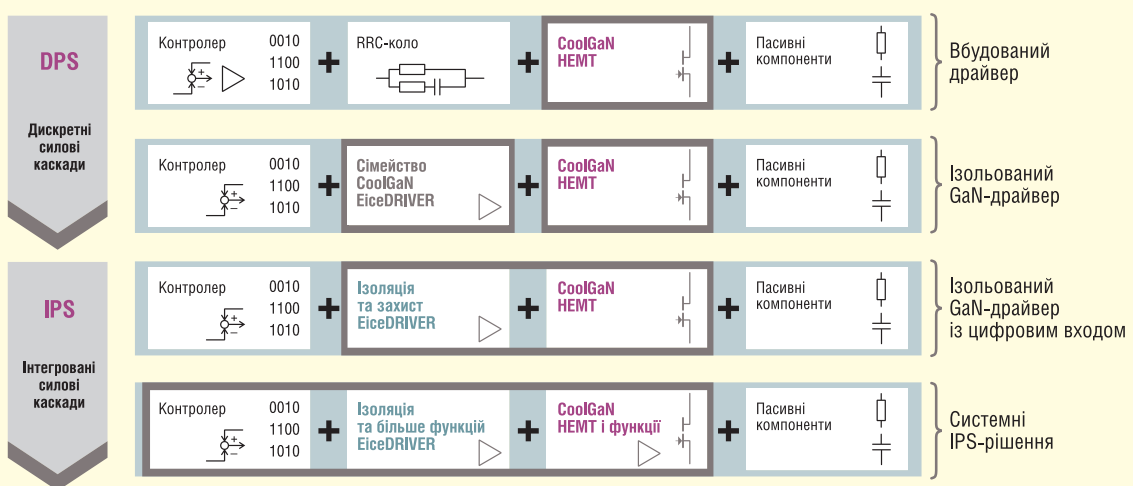 DPS
Дискретні
силові
каскади
Контролер
0010
1100
1010
+
-
+
RRC-коло
+
CoolGaN
HEMT
+
Пасивні
компоненти
Вбудований
драйвер
Контролер
0010
1100
1010
+
-
+
Сімейство
CoolGaN
EiceDRIVER
+
CoolGaN
HEMT
+
Пасивні
компоненти
Ізольований
GaN-драйвер
IPS
Інтегровані
силові
каскади
Контролер
0010
1100
1010
+
-
+
Ізоляція
та захист
EiceDRIVER
+
CoolGaN
HEMT
+
Пасивні
компоненти
Ізольований
GaN-драйвер
із цифровим входом
Контролер
0010
1100
1010
+
-
+
Ізоляція
та більше функцій
EiceDRIVER
+
CoolGaN
HEMT і функції
+
Пасивні
компоненти
Системні
IPS-рішення